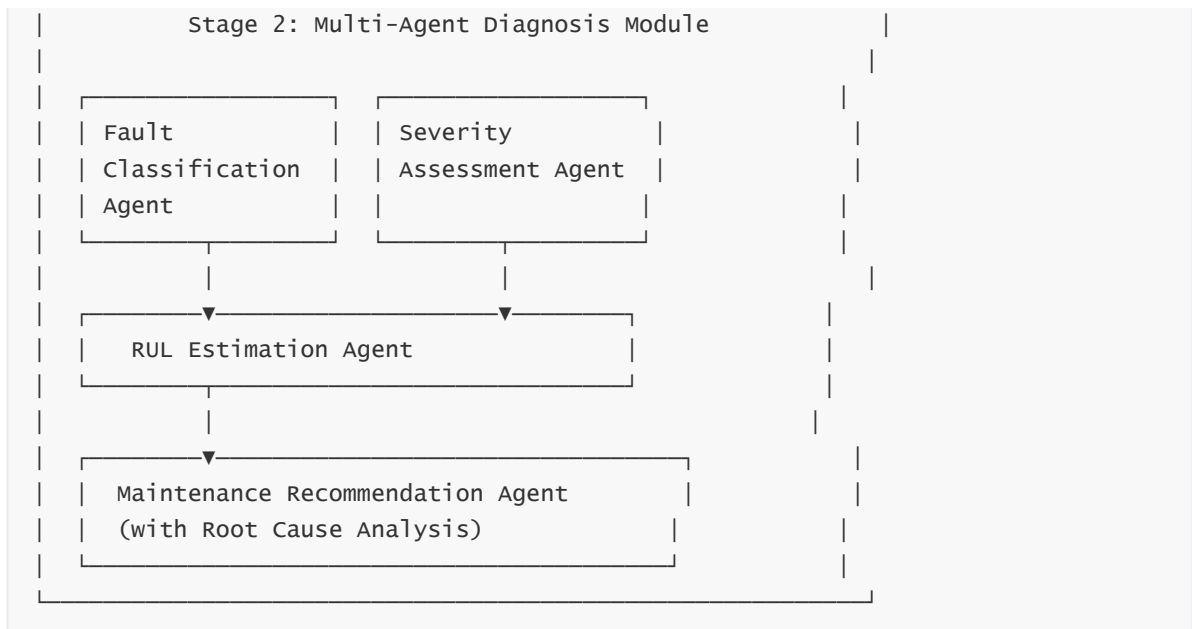 Stage 2: Multi-Agent Diagnosis Module
Fault Severity
Classification Assessment Agent
Agent
RUL Estimation Agent
Maintenance Recommendation Agent
(with Root Cause Analysis)